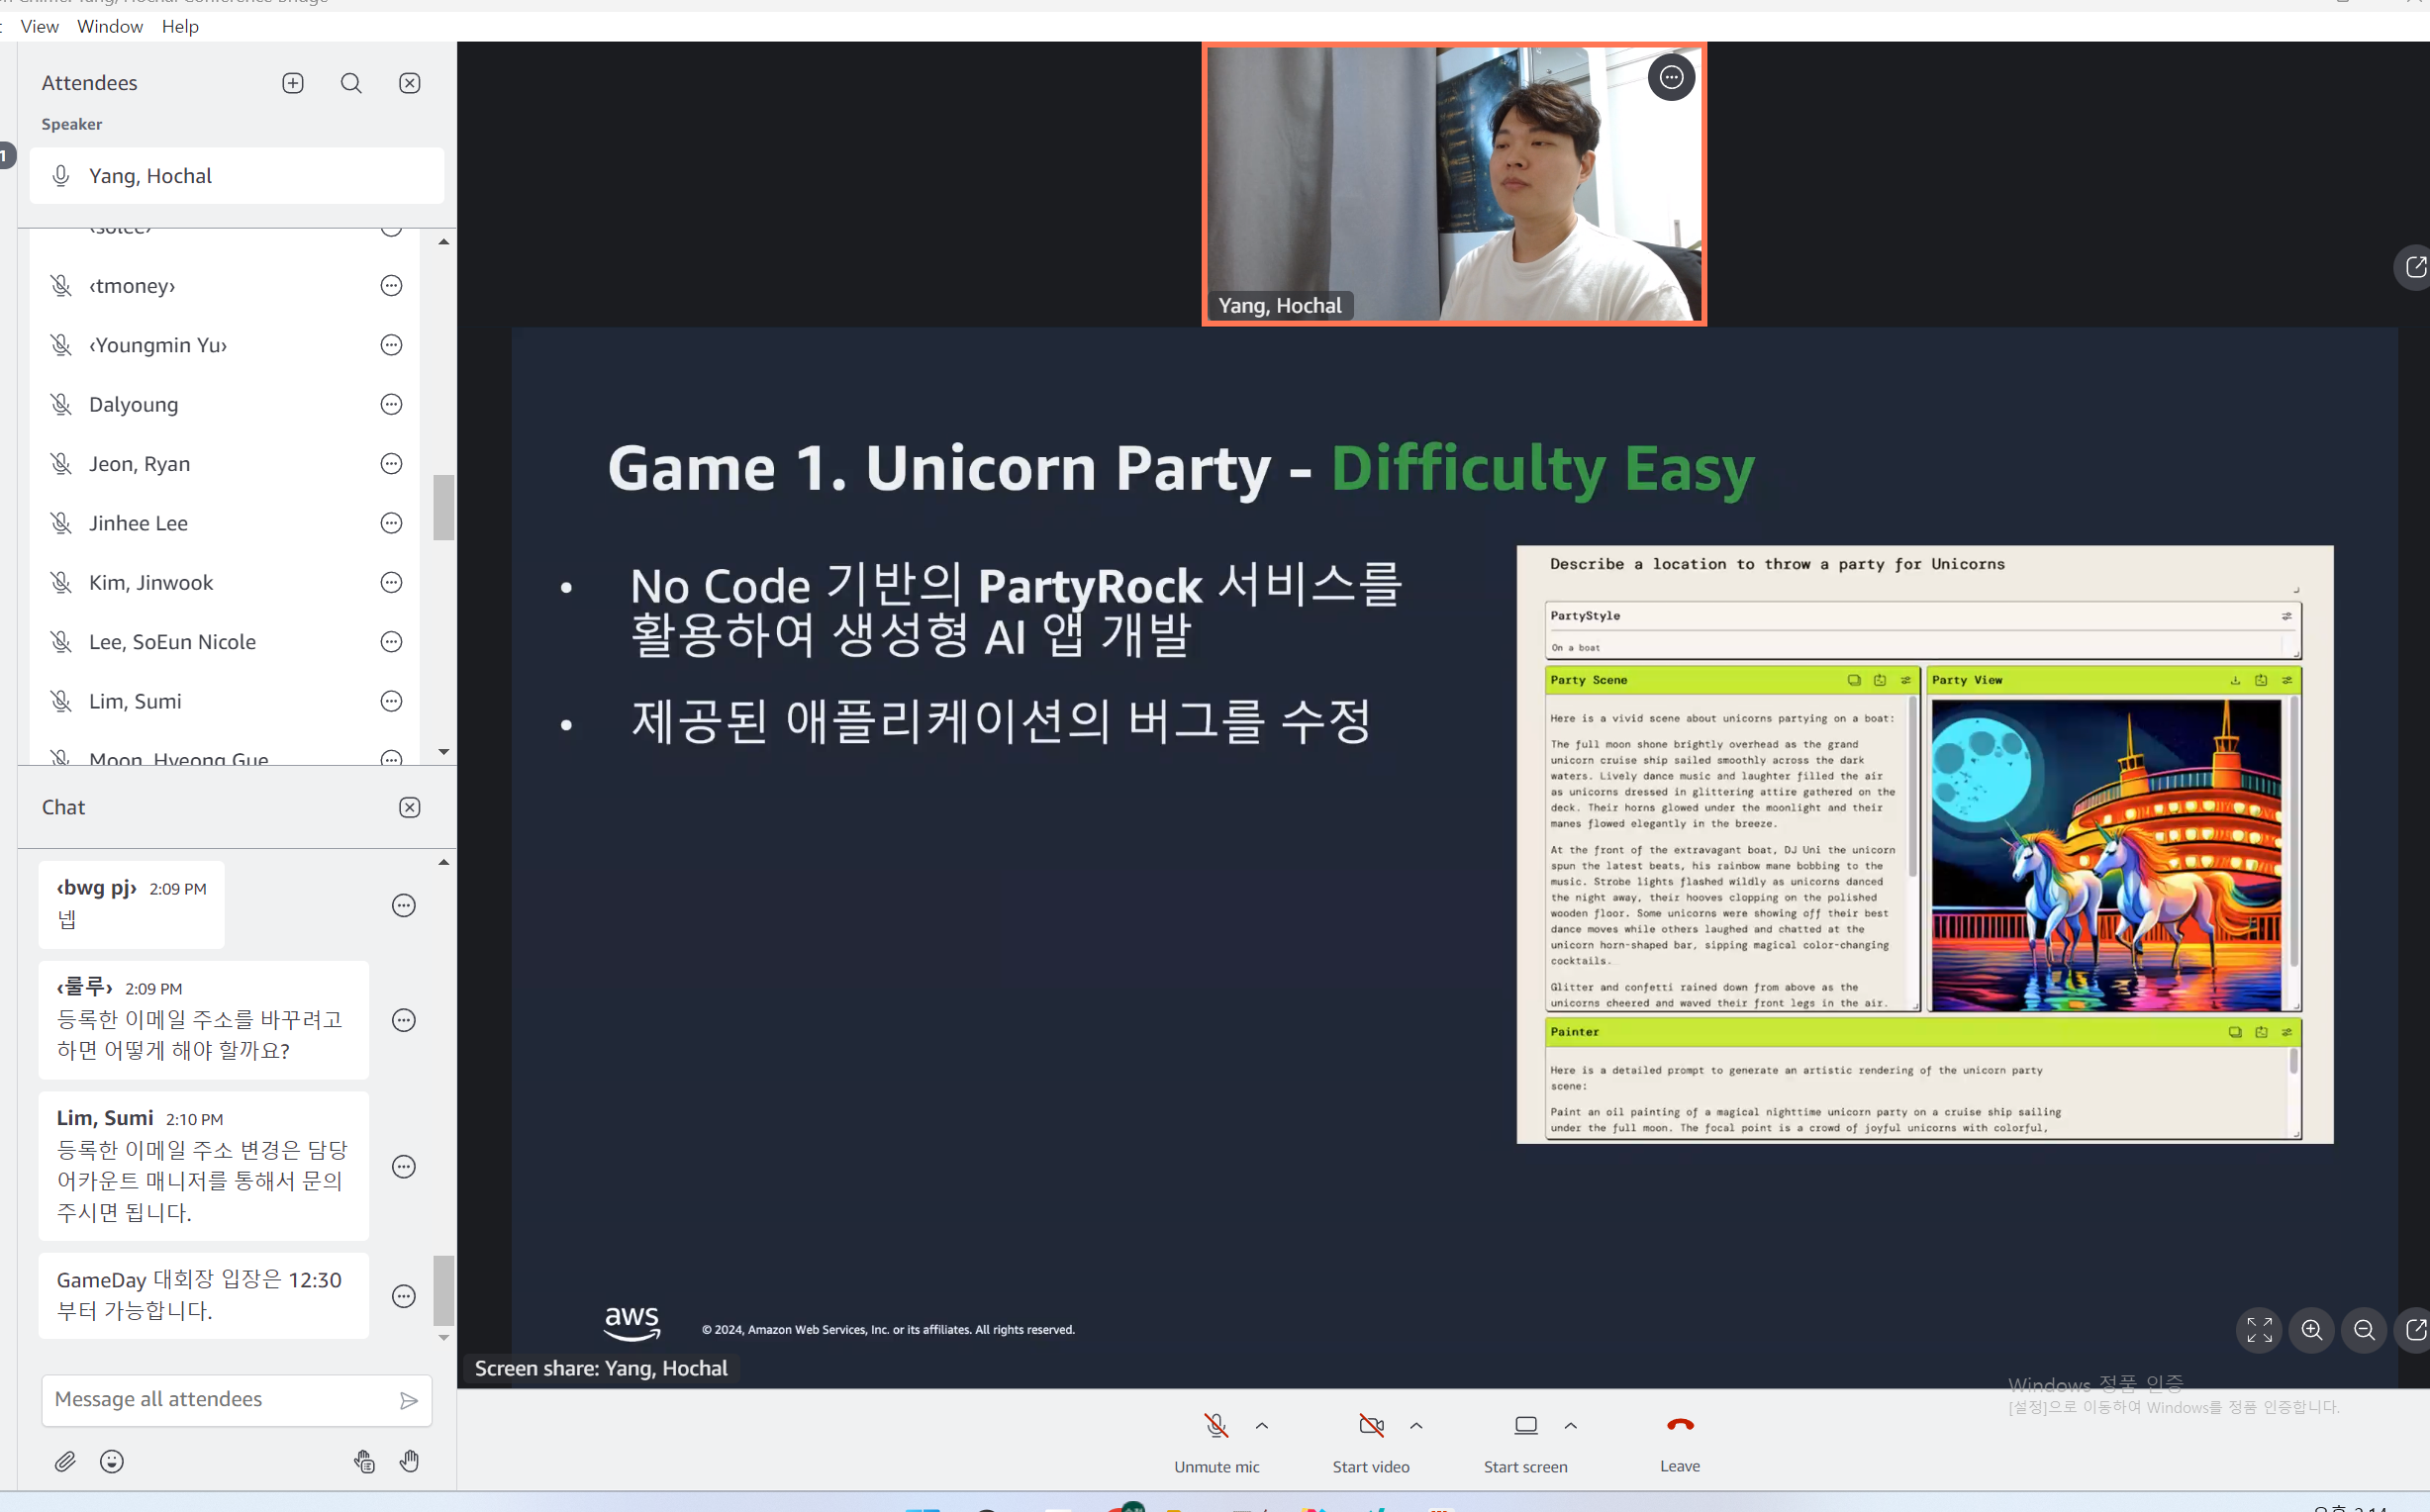 View Window Help
Attendees
Speaker
1
Yang, Hochal
‹tmoney›
‹Youngmin Yu›
Dalyoung
Jeon, Ryan
Jinhee Lee
Kim, Jinwook
Lee, SoEun Nicole
Lim, Sumi
Moon, Hyeong Gue
Chat
‹bwg pj› 2:09 PM
넵
‹룰루› 2:09 PM
등록한 이메일 주소를 바꾸려고
하면 어떻게 해야 할까요?
Lim, Sumi 2:10 PM
등록한 이메일 주소 변경은 담당
어카운트 매니저를 통해서 문의
주시면 됩니다.
GameDay 대회장 입장은 12:30
부터 가능합니다.
Message all attendees
Yang, Hochal
Game 1. Unicorn Party - Difficulty Easy
• No Code 기반의 PartyRock 서비스를
활용하여 생성형 AI 앱 개발
• 제공된 애플리케이션의 버그를 수정
Describe a location to throw a party for Unicorns
PartyStyle
On a boat
Party Scene
Here is a vivid scene about unicorns partying on a boat:
The full moon shone brightly overhead as the grand
unicorn cruise ship sailed smoothly across the dark
waters. Lively dance music and laughter filled the air
as unicorns dressed in glittering attire gathered on the
deck. Their horns glowed under the moonlight and their
manes flowed elegantly in the breeze.
At the front of the extravagant boat, DJ Uni the unicorn
spun the latest beats, his rainbow mane bobbing to the
music. Strobe lights flashed wildly as unicorns danced
the night away, their hooves clopping on the polished
wooden floor. Some unicorns were showing off their best
dance moves while others laughed and chatted at the
unicorn horn-shaped bar, sipping magical color-changing
cocktails.
Glitter and confetti rained down from above as the
unicorns cheered and waved their front legs in the air.
Party View
Painter
Here is a detailed prompt to generate an artistic rendering of the unicorn party
scene:
Paint an oil painting of a magical nighttime unicorn party on a cruise ship sailing
under the full moon. The focal point is a crowd of joyful unicorns with colorful,
aws
© 2024, Amazon Web Services, Inc. or its affiliates. All rights reserved.
Screen share: Yang, Hochal
Windows 정품 인증
[설정]으로 이동하여 Windows를 정품 인증합니다.
Unmute mic
Start video
Start screen
Leave